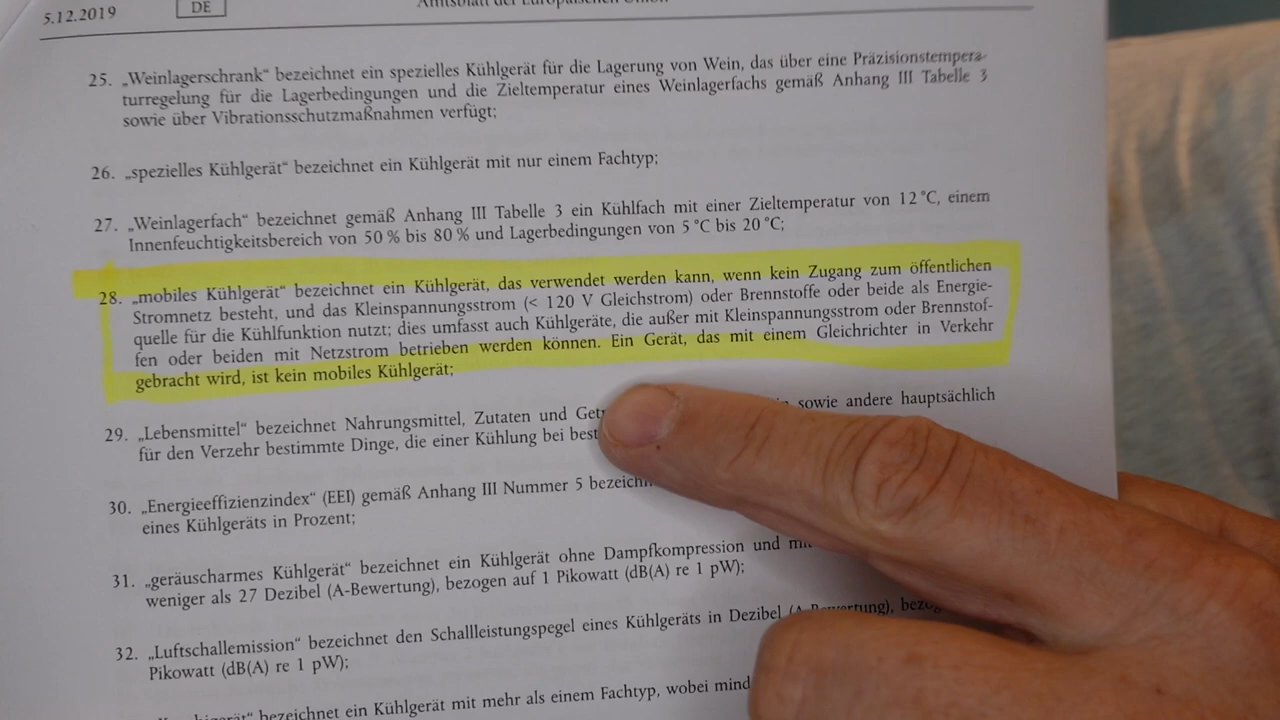 5.12.2019
DE
Amtsblatt der Europäischen Union
25. „Weinlagerschrank“ bezeichnet ein spezielles Kühlgerät für die Lagerung von Wein, das über eine Präzisionstempera-
turregelung für die Lagerbedingungen und die Zieltemperatur eines Weinlagerfachs gemäß Anhang III Tabelle 3
sowie über Vibrationsschutzmaßnahmen verfügt;
26. „spezielles Kühlgerät“ bezeichnet ein Kühlgerät mit nur einem Fachtyp;
27. „Weinlagerfach“ bezeichnet gemäß Anhang III Tabelle 3 ein Kühlfach mit einer Zieltemperatur von 12 °C, einem
Innenfeuchtigkeitsbereich von 50 % bis 80 % und Lagerbedingungen von 5 °C bis 20 °C;
28. „mobiles Kühlgerät“ bezeichnet ein Kühlgerät, das verwendet werden kann, wenn kein Zugang zum öffentlichen
Stromnetz besteht, und das Kleinspannungsstrom (< 120 V Gleichstrom) oder Brennstoffe oder beide als Energie-
quelle für die Kühlfunktion nutzt; dies umfasst auch Kühlgeräte, die außer mit Kleinspannungsstrom oder Brennstof-
fen oder beiden mit Netzstrom betrieben werden können. Ein Gerät, das mit einem Gleichrichter in Verkehr
gebracht wird, ist kein mobiles Kühlgerät;
29. „Lebensmittel“ bezeichnet Nahrungsmittel, Zutaten und sowie andere hauptsächlich
für den Verzehr bestimmte Dinge, die einer Kühlung bei
30. „Energieeffizienzindex“ (EEI) gemäß Anhang III Nummer 5
eines Kühlgeräts in Prozent;
31. „geräuscharmes Kühlgerät“ bezeichnet ein Kühlgerät ohne Dampfkompression und
weniger als 27 Dezibel (A-Bewertung), bezogen auf 1 Pikowatt (dB(A) re 1 pW);
32. „Luftschallemission“ bezeichnet den Schallleistungspegel eines Kühlgeräts in Dezibel (A-Bewertung),
Pikowatt (dB(A) re 1 pW);
bezeichnet ein Kühlgerät mit mehr als einem Fachtyp, wobei